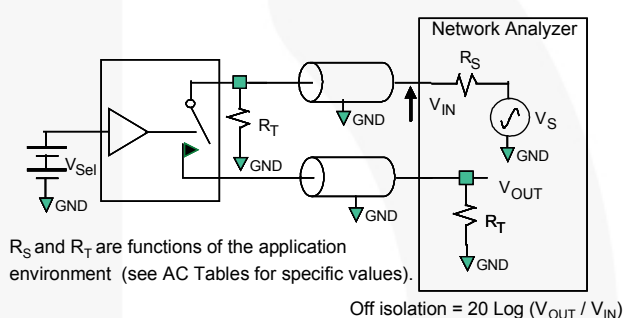 Network Analyzer
RS
VIN
VS
GND
RT
GND
GND
VSel
GND
GND
VOUT
RT
GND
RS and RT are functions of the application
environment (see AC Tables for specific values).
Off isolation = 20 Log (VOUT / VIN)